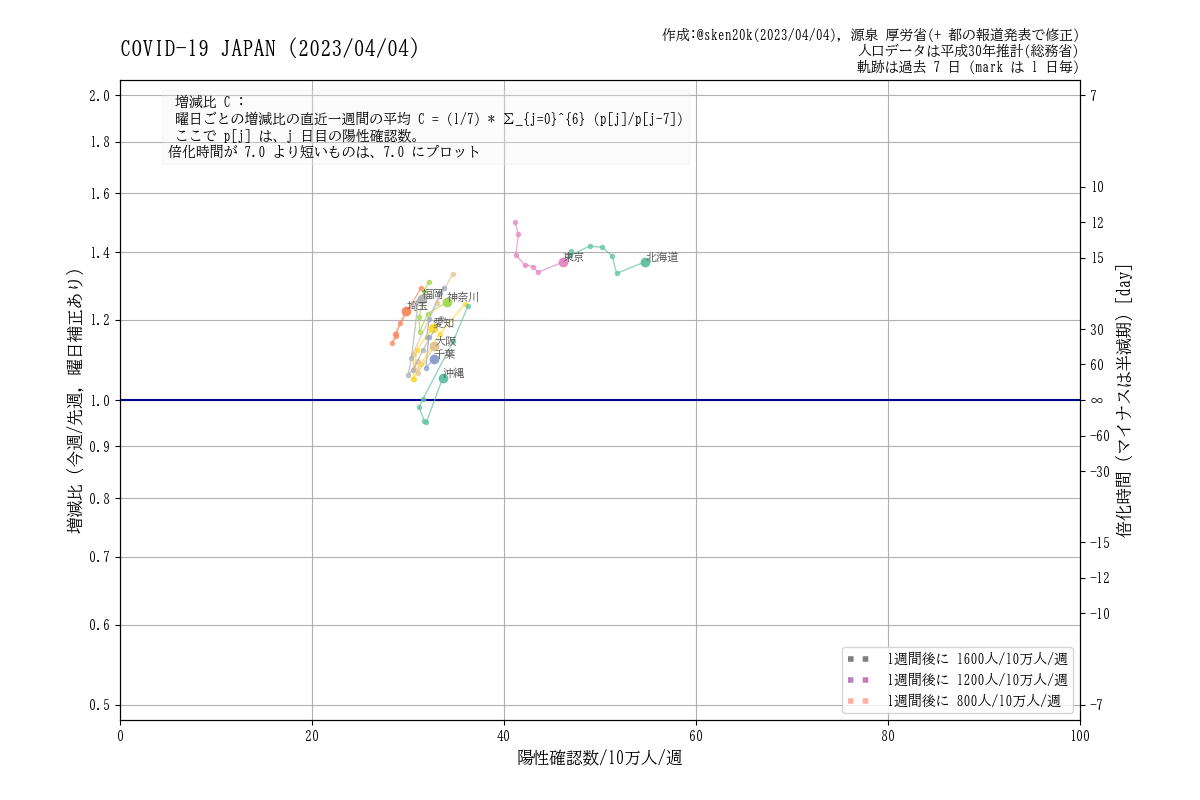 COVID-19 JAPAN (2023/04/04)
作成:@sken20k(2023/04/04), 源泉 厚労省(+ 都の報道発表で修正)
人口データは平成30年推計(総務省)
軌跡は過去 7 日 (mark は 1 日毎)
増減比 C :
曜日ごとの増減比の直近一週間の平均 C = (1/7) * Σ_{j=0}^{6} (p[j]/p[j-7])
ここで p[j] は、j 日目の陽性確認数。
倍化時間が 7.0 より短いものは、7.0 にプロット
2.0
1.8
1.6
1.4
1.2
1.0
0.9
0.8
0.7
0.6
0.5
増減比 (今週/先週, 曜日補正あり)
東京
北海道
福岡
神奈川
埼玉
愛知
大阪
千葉
沖縄
7
10
12
15
30
60
∞
-60
-30
-15
-12
-10
-7
倍化時間 (マイナスは半減期) [day]
1週間後に 1600人/10万人/週
1週間後に 1200人/10万人/週
1週間後に 800人/10万人/週
0 20 40 60 80 100
陽性確認数/10万人/週